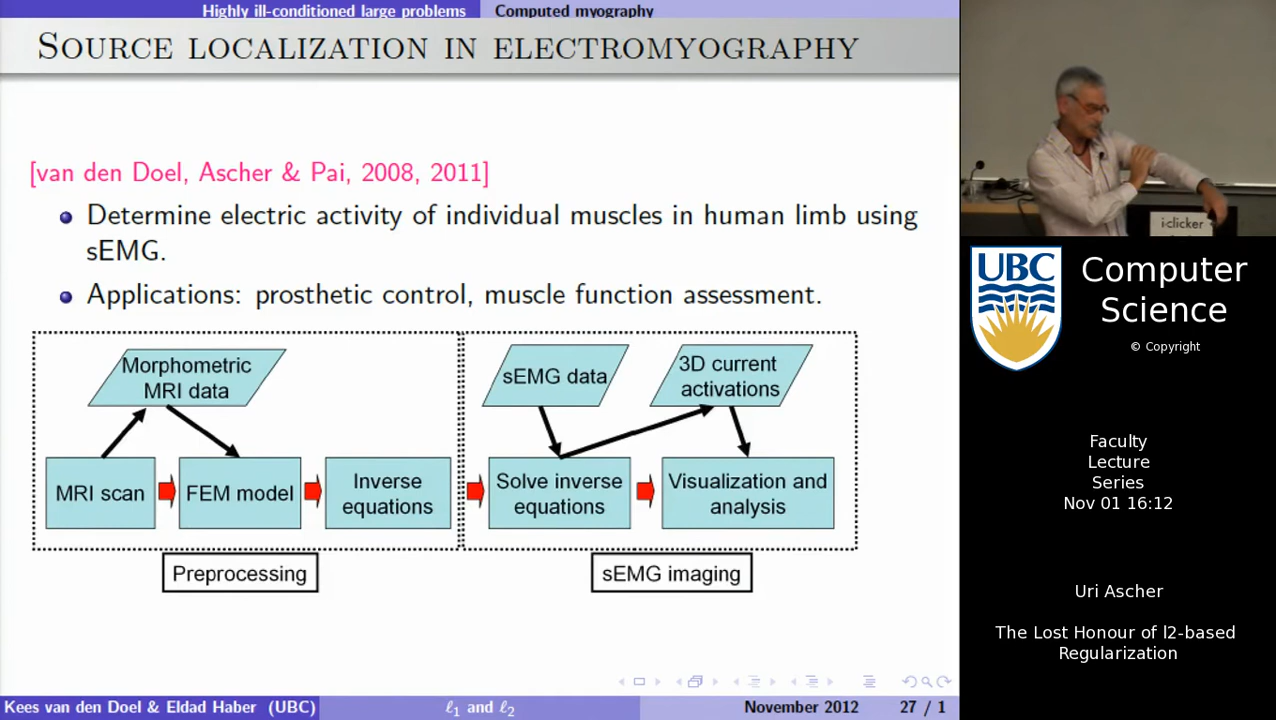 Highly ill-conditioned large problems Computed myography
Source localization in electromyography
[van den Doel, Ascher & Pai, 2008, 2011]
Determine electric activity of individual muscles in human limb using
sEMG.
Applications: prosthetic control, muscle function assessment.
Morphometric
MRI data
sEMG data
3D current
activations
MRI scan
FEM model
Inverse
equations
Solve inverse
equations
Visualization and
analysis
Preprocessing
sEMG imaging
Kees van den Doel & Eldad Haber (UBC) ℓ1 and ℓ2 November 2012 27 / 1
i-clicker
UBC
Computer
Science
© Copyright
Faculty
Lecture
Series
Nov 01 16:12
Uri Ascher
The Lost Honour of l2-based
Regularization